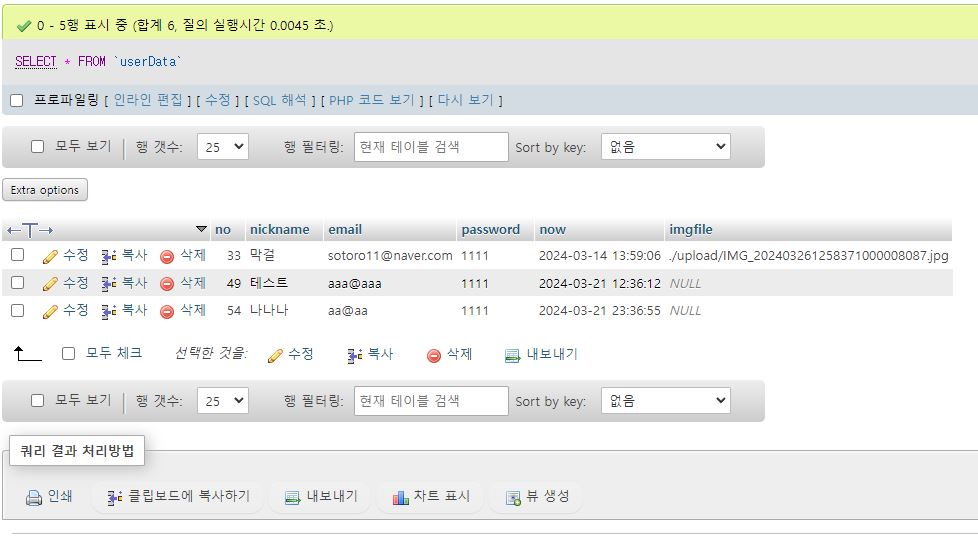 0 - 5행 표시 중 (합계 6, 질의 실행시간 0.0045 초.)
SELECT * FROM `userData`
프로파일링 [ 인라인 편집 ] [ 수정 ] [ SQL 해석 ] [ PHP 코드 보기 ] [ 다시 보기 ]
모두 보기 행 갯수: 25 행 필터링: 현재 테이블 검색 Sort by key: 없음
Extra options
←T→ no nickname email password now imgfile
수정 복사 삭제 33 막걸 sotoro11@naver.com 1111 2024-03-14 13:59:06 ./upload/IMG_202403261258371000008087.jpg
수정 복사 삭제 49 테스트 aaa@aaa 1111 2024-03-21 12:36:12 NULL
수정 복사 삭제 54 나나나 aa@aa 1111 2024-03-21 23:36:55 NULL
모두 체크 선택한 것을: 수정 복사 삭제 내보내기
모두 보기 행 갯수: 25 행 필터링: 현재 테이블 검색 Sort by key: 없음
쿼리 결과 처리방법
인쇄 클립보드에 복사하기 내보내기 차트 표시 뷰 생성